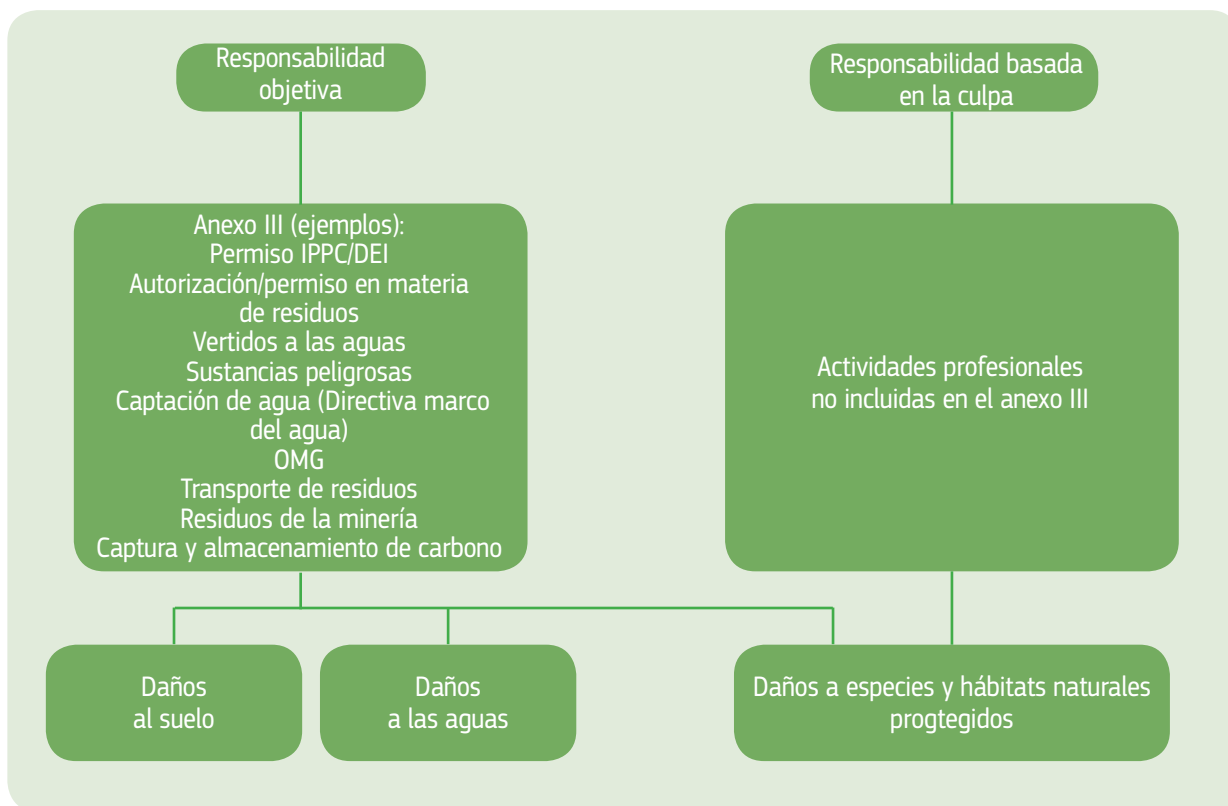 Responsabilidad
objetiva
Responsabilidad basada
en la culpa
Anexo III (ejemplos):
Permiso IPPC/DEI
Autorización/permiso en materia
de residuos
Vertidos a las aguas
Sustancias peligrosas
Captación de agua (Directiva marco
del agua)
OMG
Transporte de residuos
Residuos de la minería
Captura y almacenamiento de carbono
Actividades profesionales
no incluidas en el anexo III
Daños
al suelo
Daños
a las aguas
Daños a especies y hábitats naturales
progtegidos